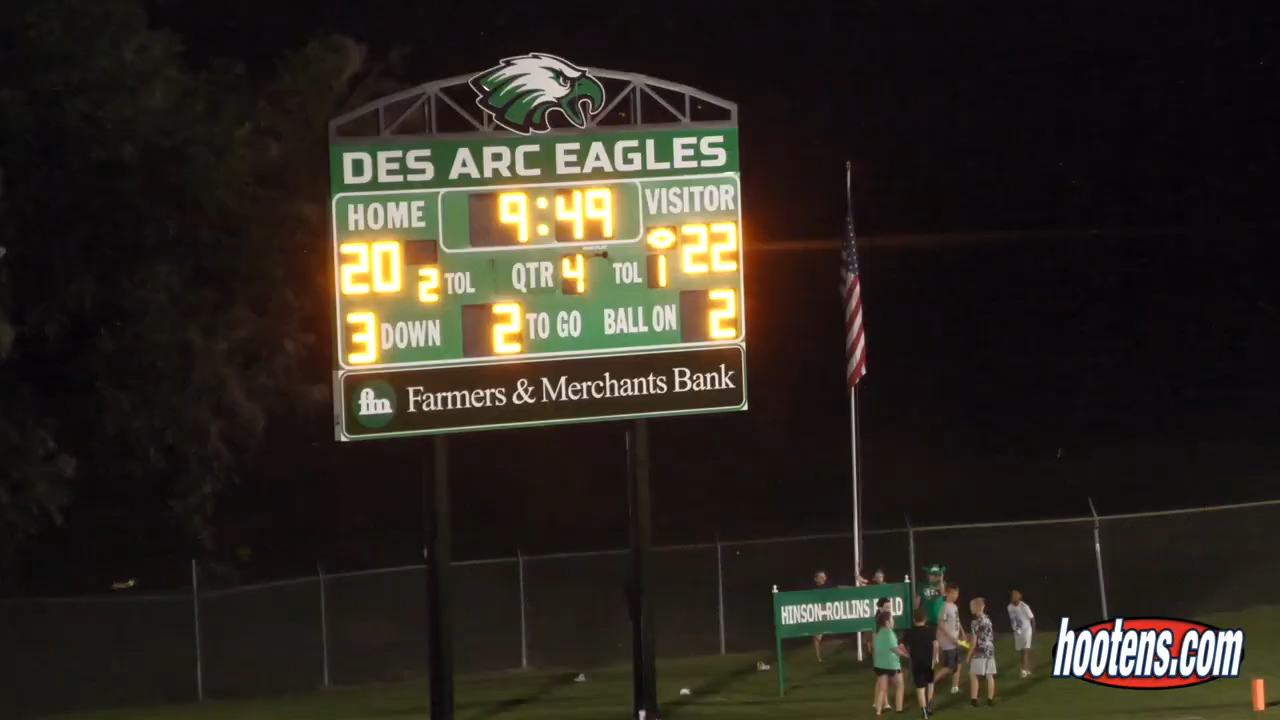 DES ARC EAGLES
HOME 9:49 VISITOR
20 2 TOL QTR 4 TOL 1 22
3 DOWN 2 TO GO BALL ON 2
fm Farmers & Merchants Bank
HINSON-ROLLINS FIELD
hootens.com